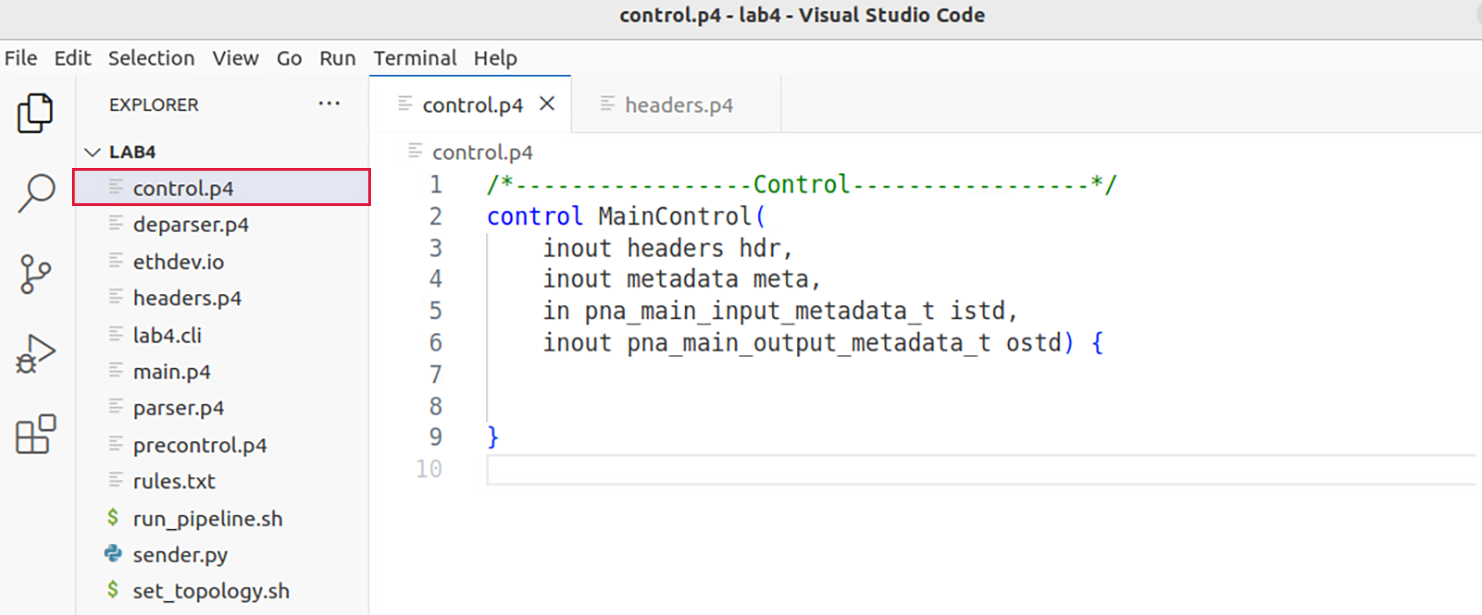 control.p4 - lab4 - Visual Studio Code
File Edit Selection View Go Run Terminal Help
EXPLORER ···
LAB4
control.p4
deparser.p4
ethdev.io
headers.p4
lab4.cli
main.p4
parser.p4
precontrol.p4
rules.txt
$ run_pipeline.sh
sender.py
$ set_topology.sh
control.p4 headers.p4
control.p4
1 /*-----------------Control-----------------*/
2 control MainControl(
3     inout headers hdr,
4     inout metadata meta,
5     in pna_main_input_metadata_t istd,
6     inout pna_main_output_metadata_t ostd) {
7
8
9 }
10